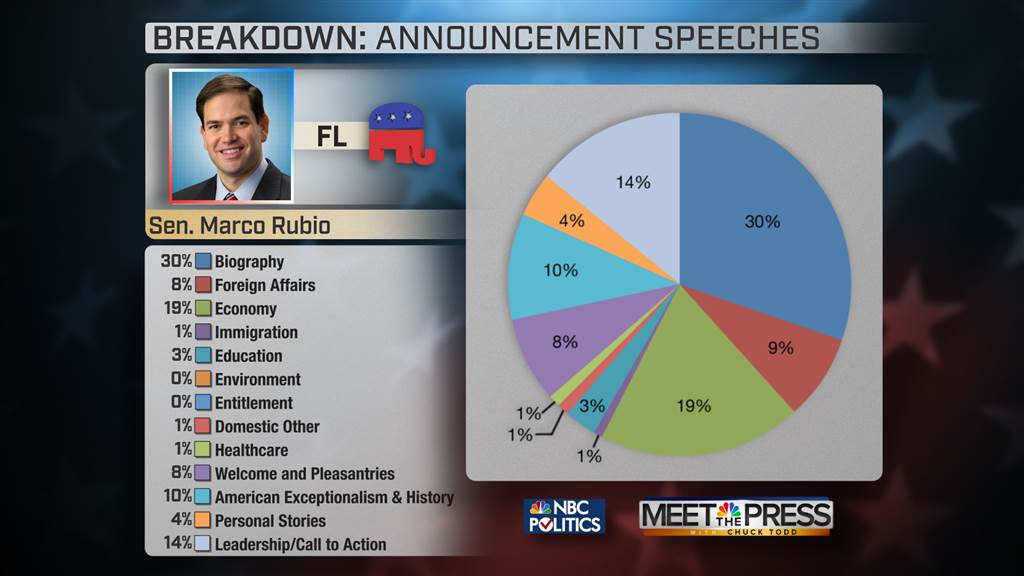 BREAKDOWN: ANNOUNCEMENT SPEECHES
FL
Sen. Marco Rubio
30% Biography
8% Foreign Affairs
19% Economy
1% Immigration
3% Education
0% Environment
0% Entitlement
1% Domestic Other
1% Healthcare
8% Welcome and Pleasantries
10% American Exceptionalism & History
4% Personal Stories
14% Leadership/Call to Action
14%
30%
4%
10%
8%
9%
1%
3%
19%
1%
1%
NBC
POLITICS
MEET THE PRESS
WITH CHUCK TODD